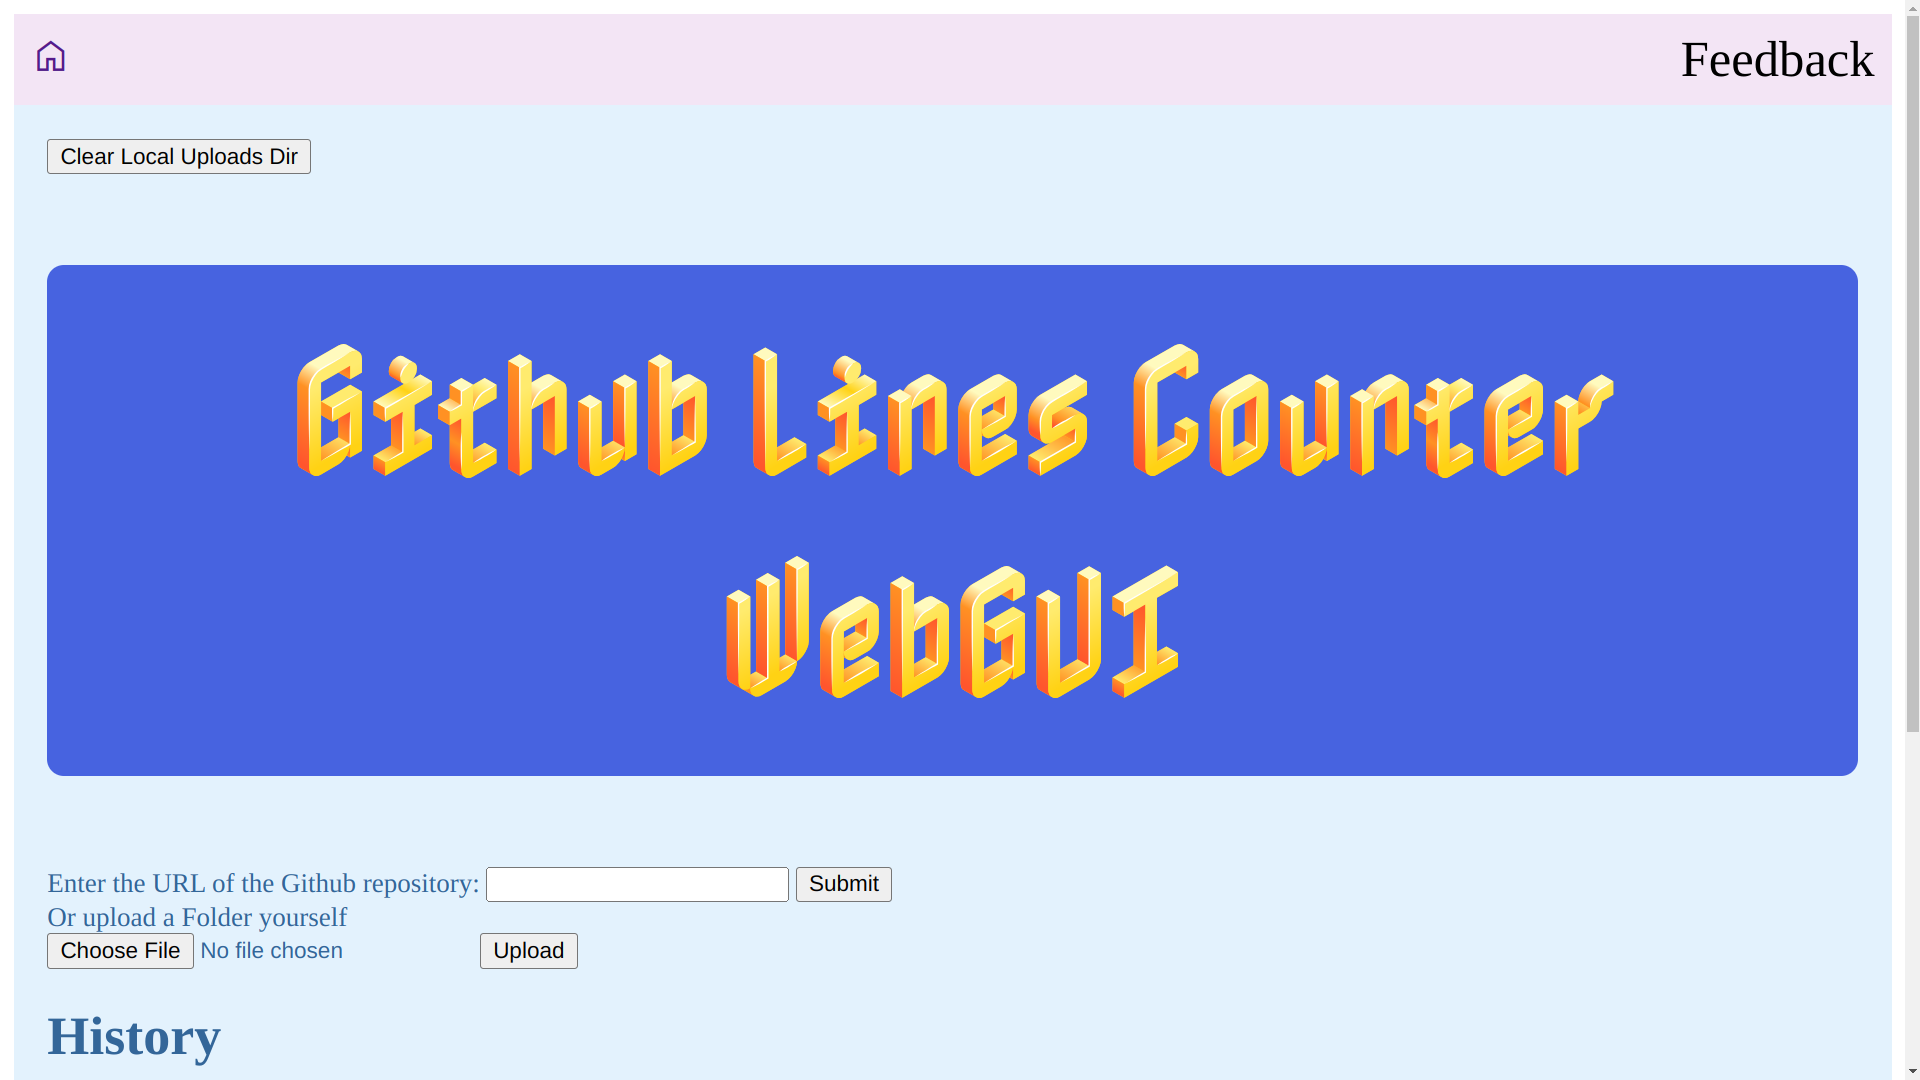 Feedback
Clear Local Uploads Dir
Github Lines Counter
WebGUI
Enter the URL of the Github repository: Submit
Or upload a Folder yourself
Choose File No file chosen Upload
History